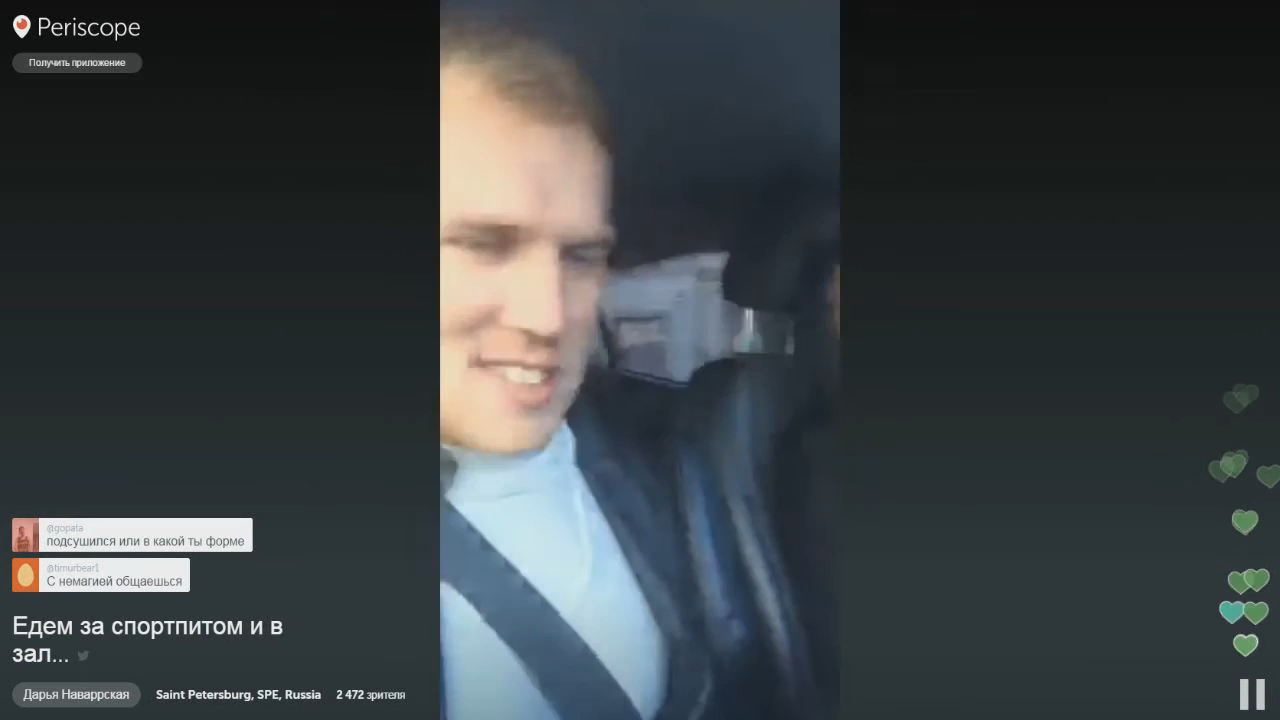 Periscope
Получить приложение
@gopata
подсушился или в какой ты форме
@timurbear1
С немагией общаешься
Едем за спортпитом и в
зал...
Дарья Наваррская
Saint Petersburg, SPE, Russia
2 472 зрителя